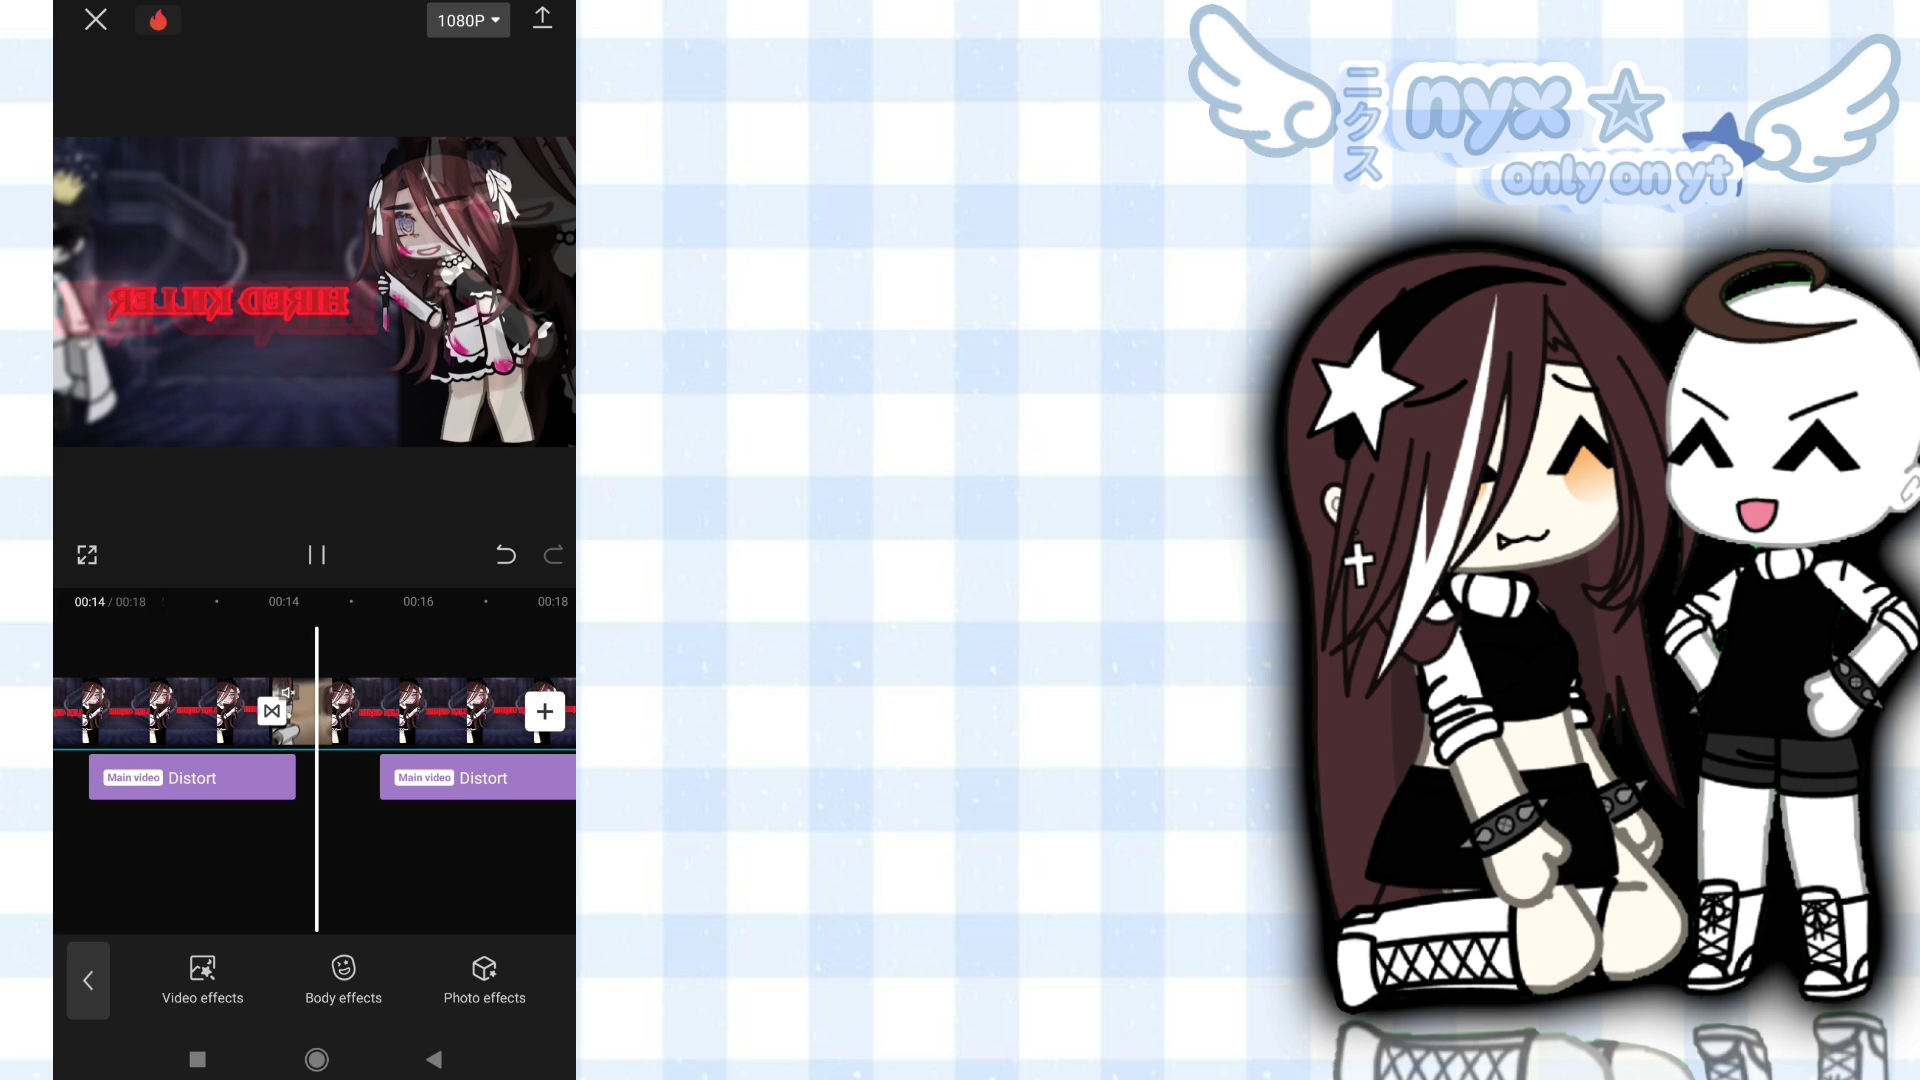 1080P
ニクス
nyx
only on yt
HIRED KILLER
00:14 / 00:18
00:14
00:16
00:18
Main video Distort
Main video Distort
Video effects
Body effects
Photo effects